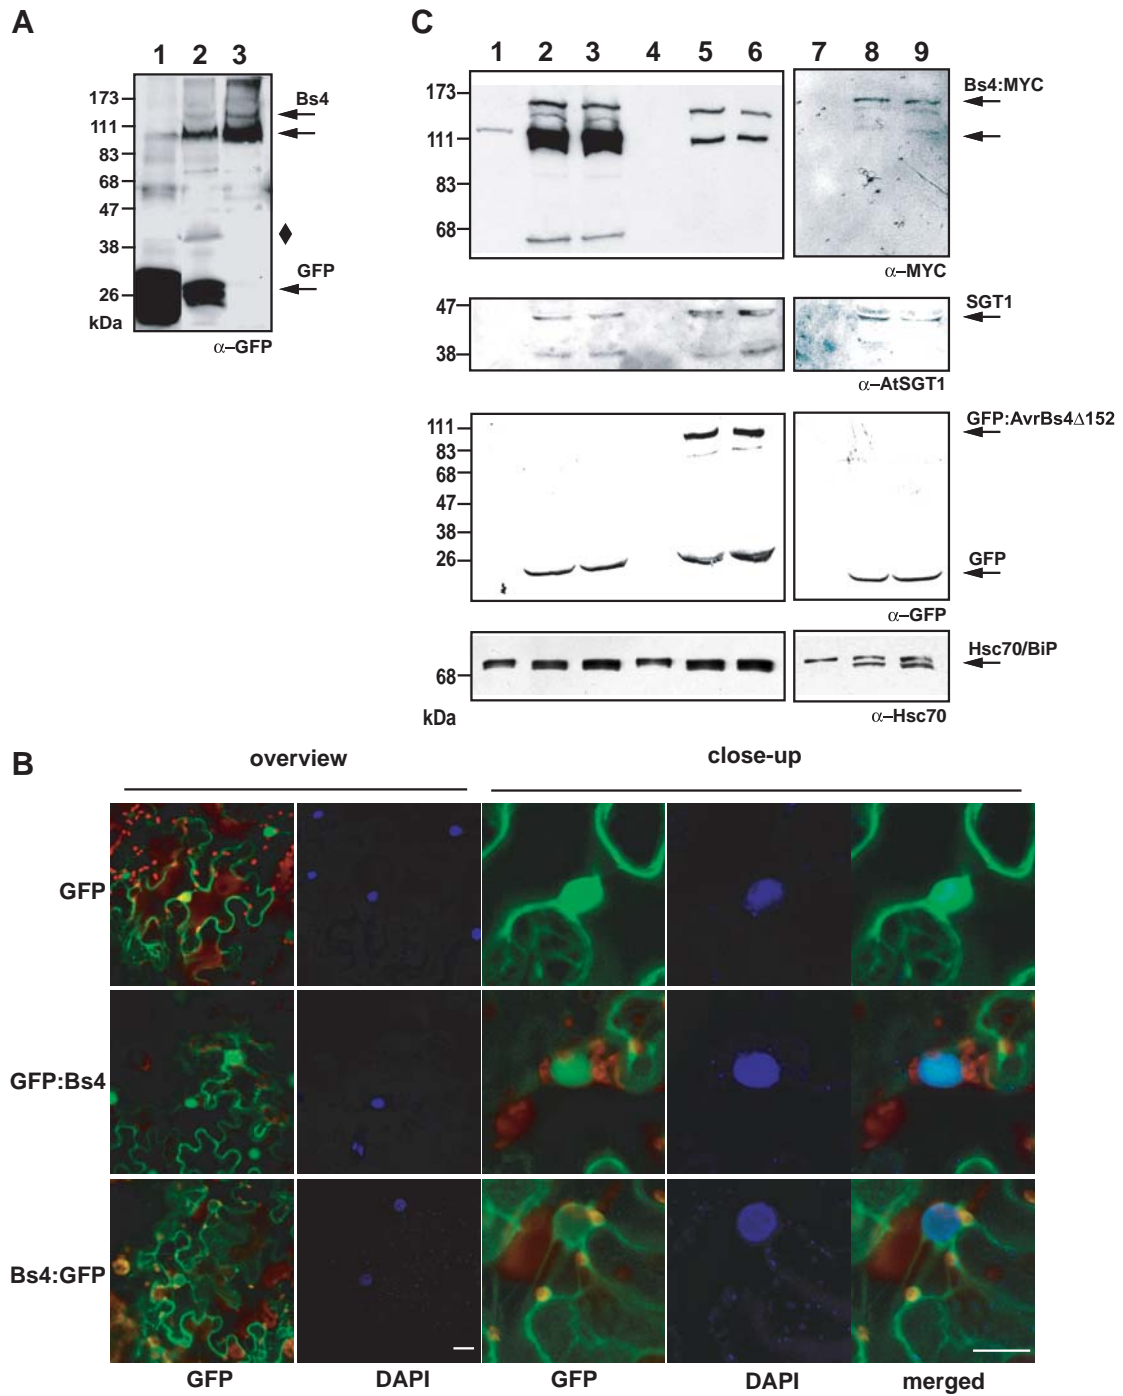 A
1 2 3
173
111
83
68
47
38
26
kDa
Bs4
GFP
α–GFP
C
1 2 3 4 5 6 7 8 9
173
111
83
68
Bs4:MYC
α–MYC
47
38
SGT1
α–AtSGT1
111
83
68
47
38
26
GFP:AvrBs4Δ152
GFP
α–GFP
68
kDa
Hsc70/BiP
α–Hsc70
B
overview close-up
GFP
GFP:Bs4
Bs4:GFP
GFP DAPI GFP DAPI merged